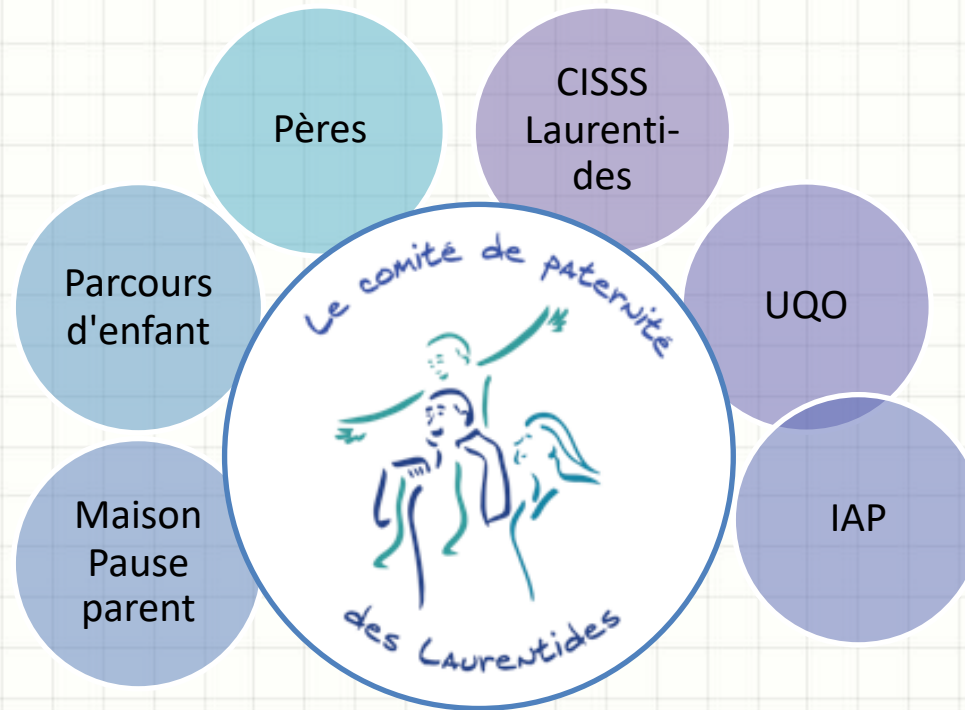 Pères
CISSS
Laurenti-
des
Parcours
d'enfant
UQO
Maison
Pause
parent
IAP
Le comité de paternité
des Laurentides